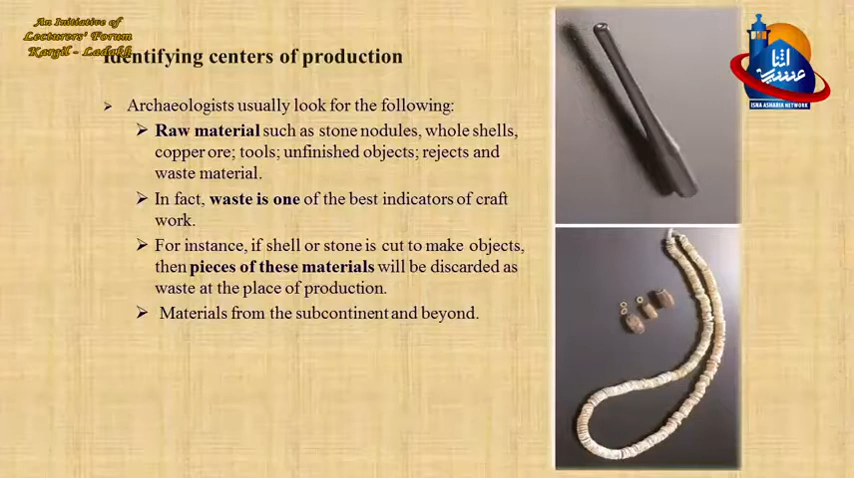 An Initiative of
Lecturers' Forum
Kargil - Ladakh
Identifying centers of production
Archaeologists usually look for the following:
Raw material such as stone nodules, whole shells,
copper ore; tools; unfinished objects; rejects and
waste material.
In fact, waste is one of the best indicators of craft
work.
For instance, if shell or stone is cut to make objects,
then pieces of these materials will be discarded as
waste at the place of production.
Materials from the subcontinent and beyond.
اثنا
عشریہ
ISNA ASHARIA NETWORK